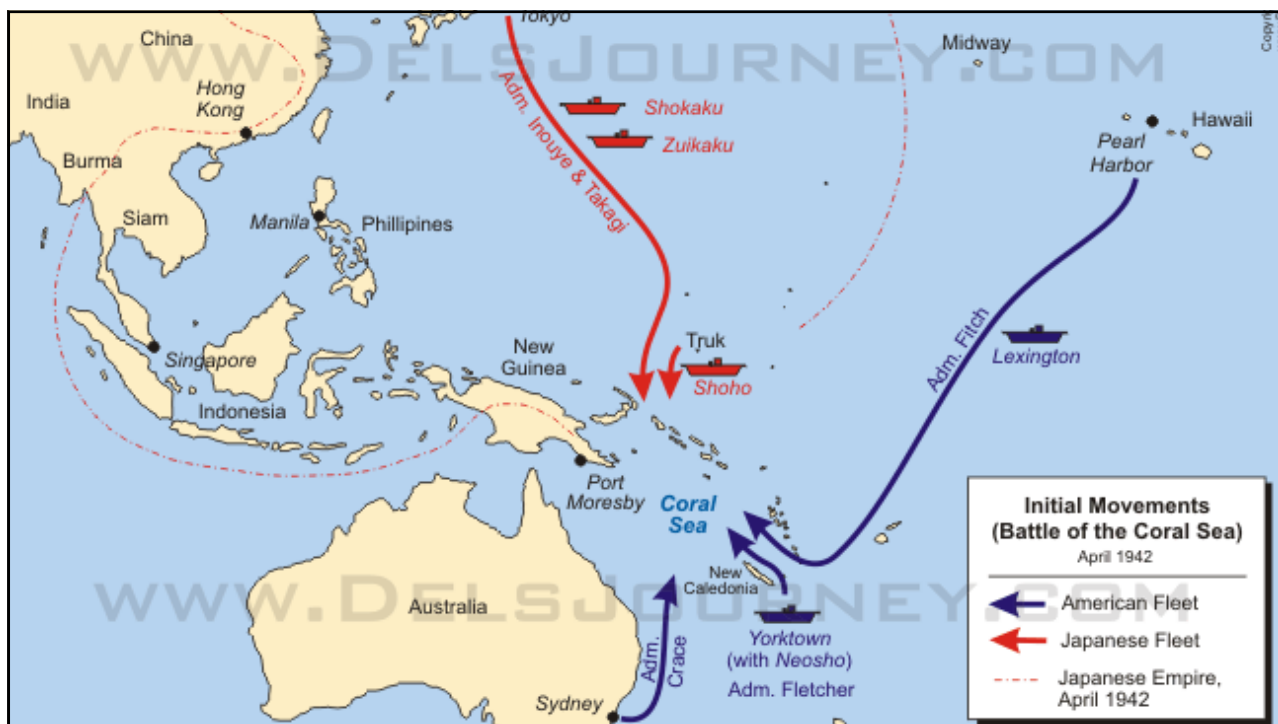 Tokyo
China
Midway
www.DelsJourney.com
Hong
Kong
India
Adm. Inouye & Takagi
Shokaku
Zuikaku
Hawaii
Pearl
Harbor
Burma
Siam
Manila
Phillipines
Adm. Fitch
Lexington
Singapore
Indonesia
New
Guinea
Truk
Shoho
Port
Moresby
Coral
Sea
New
Caledonia
www.DelsJourney.com
Australia
Adm.
Crace
Sydney
Yorktown
(with Neosho)
Adm. Fletcher
Initial Movements
(Battle of the Coral Sea)
April 1942
American Fleet
Japanese Fleet
Japanese Empire,
April 1942